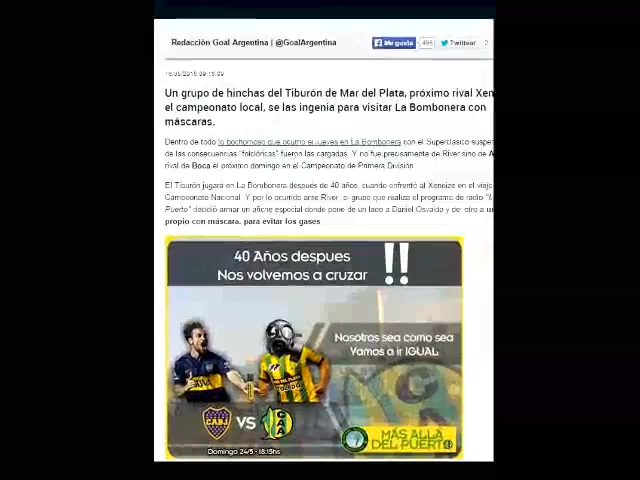 Redacción Goal Argentina | @GoalArgentina
Me gusta 496 Twittear 0
Un grupo de hinchas del Tiburón de Mar del Plata, próximo rival Xen
el campeonato local, se las ingenia para visitar La Bombonera con
máscaras.
Dentro de todo lo bochornoso que ocurrió el jueves en La Bombonera con el Superclásico suspe
de las consecuencias "folclóricas" fueron las cargadas. Y no fue precisamente de River sino de A
rival de Boca el próximo domingo en el Campeonato de Primera División.
El Tiburón jugará en La Bombonera después de 40 años, cuando enfrentó al Xeneize en el viejo
Campeonato Nacional. Y por lo ocurrido ante River, el grupo que realiza el programa de radio
Puerto" decidió armar un afiche especial donde pone de un lado a Daniel Osvaldo y del otro a u
propio con máscara, para evitar los gases
40 Años despues
Nos volvemos a cruzar !!
Nosotros sea como sea
Vamos a ir IGUAL
BBVA
CABJ VS CAA
MÁS ALLÁ
DEL PUERTO
Domingo 24/5 - 18:15hs